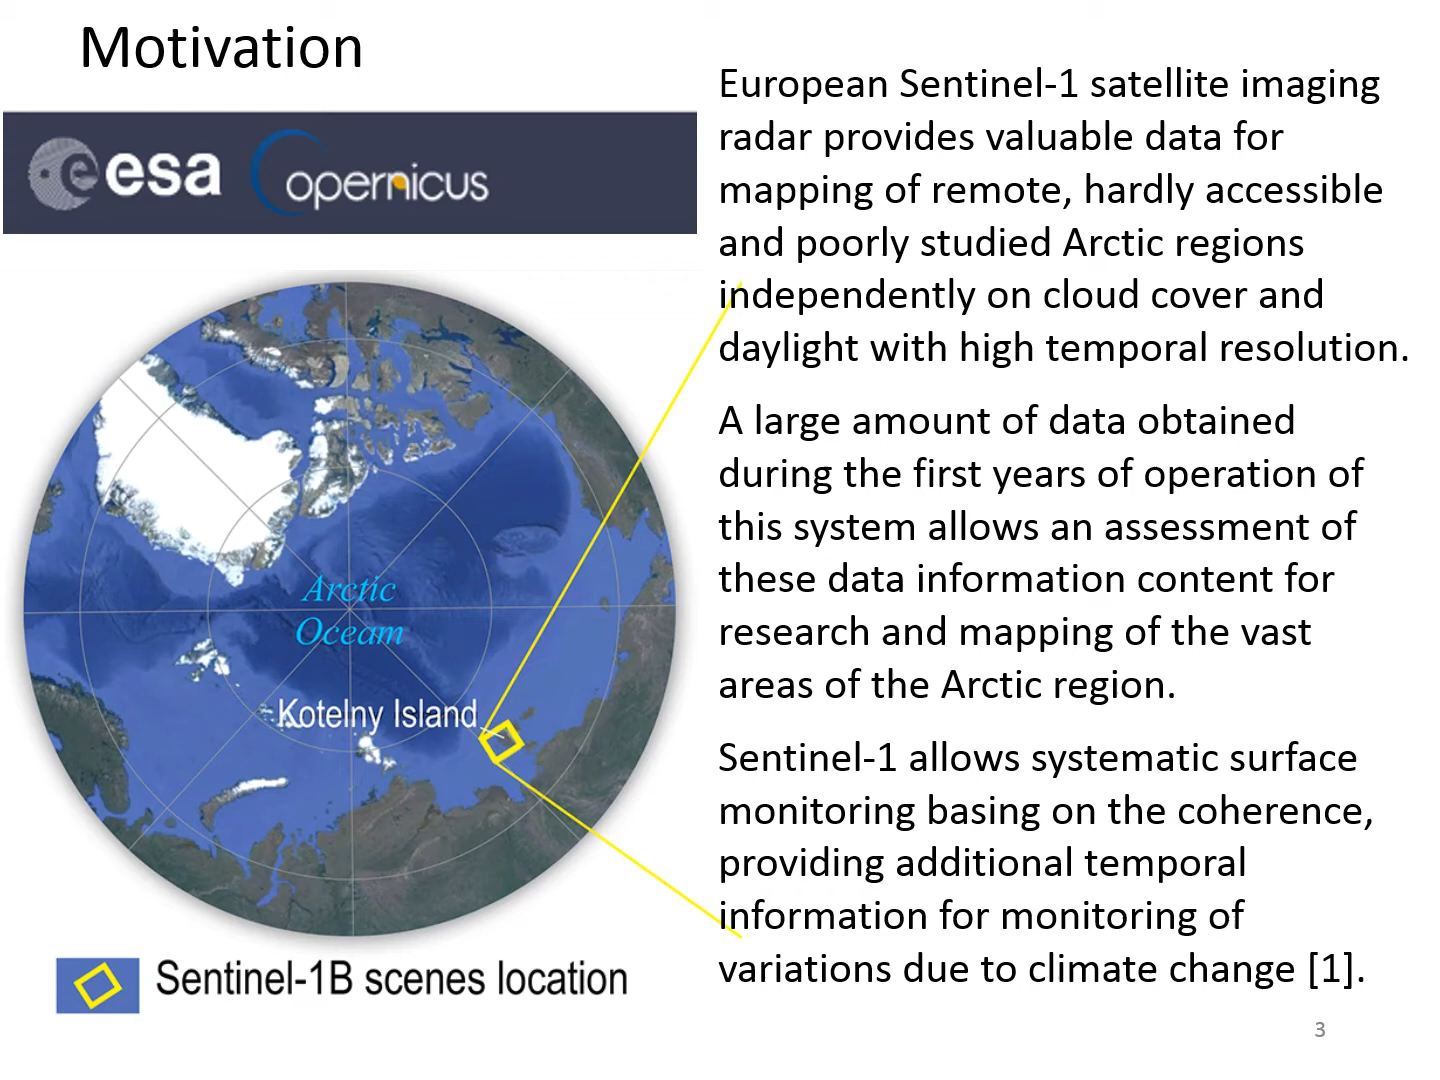 Motivation
esa
opernicus
Arctic
Oceam
Kotelny Island
Sentinel-1B scenes location
European Sentinel-1 satellite imaging
radar provides valuable data for
mapping of remote, hardly accessible
and poorly studied Arctic regions
independently on cloud cover and
daylight with high temporal resolution.
A large amount of data obtained
during the first years of operation of
this system allows an assessment of
these data information content for
research and mapping of the vast
areas of the Arctic region.
Sentinel-1 allows systematic surface
monitoring basing on the coherence,
providing additional temporal
information for monitoring of
variations due to climate change [1].
3